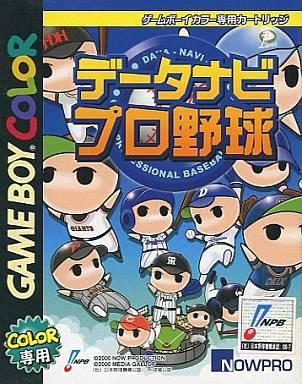 ゲームボーイカラー専用カートリッジ
GAME BOY COLOR
DATA-NAVI
データナビ
プロ野球
PROFESSIONAL BASEBALL
COLOR
専用
NPB
©2000 NOW PRODUCTION
©2000 MEDIA GALLERY
NPB
NOWPRO